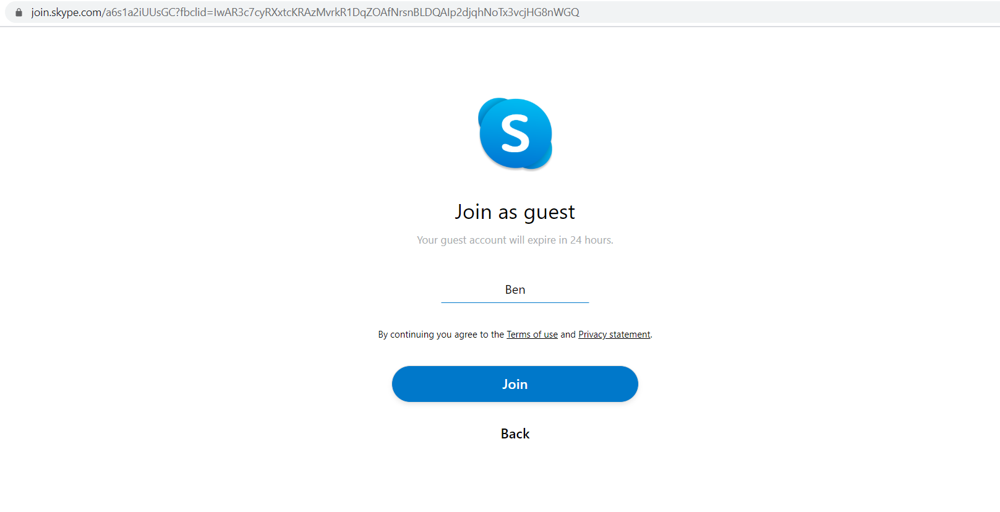 join.skype.com/a6s1a2iUUsGC?fbclid=IwAR3c7cyRXxtcKRAzMvrkR1DqZOAfNrsnBLDQAIp2djqhNoTx3vcjHG8nWGQ
S
Join as guest
Your guest account will expire in 24 hours.
Ben
By continuing you agree to the Terms of use and Privacy statement.
Join
Back